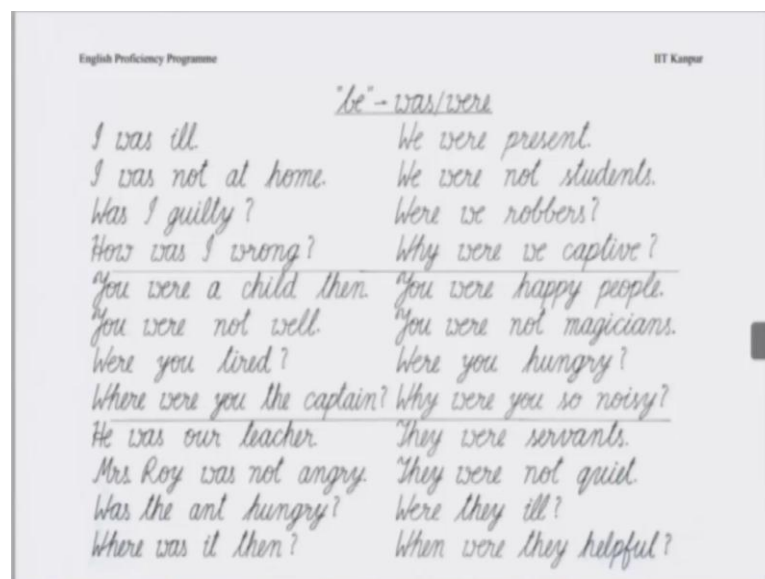 English Proficiency Programme IIT Kanpur
"be" - was/were
I was ill. We were present.
I was not at home. We were not students.
Was I guilty? Were we robbers?
How was I wrong? Why were we captive?
You were a child then. You were happy people.
You were not well. You were not magicians.
Were you tired? Were you hungry?
Where were you the captain? Why were you so noisy?
He was our teacher. They were servants.
Mrs. Roy was not angry. They were not quiet.
Was the ant hungry? Were they ill?
Where was it then? When were they helpful?